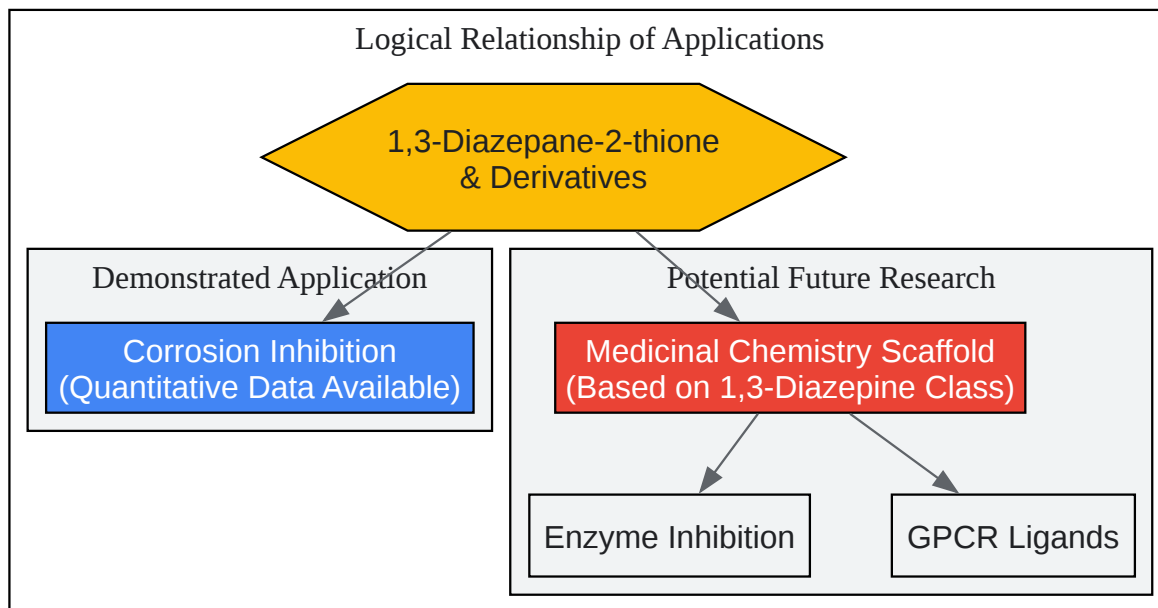 Logical Relationship of Applications
1,3-Diazepane-2-thione
& Derivatives
Demonstrated Application
Corrosion Inhibition
(Quantitative Data Available)
Potential Future Research
Medicinal Chemistry Scaffold
(Based on 1,3-Diazepine Class)
Enzyme Inhibition
GPCR Ligands